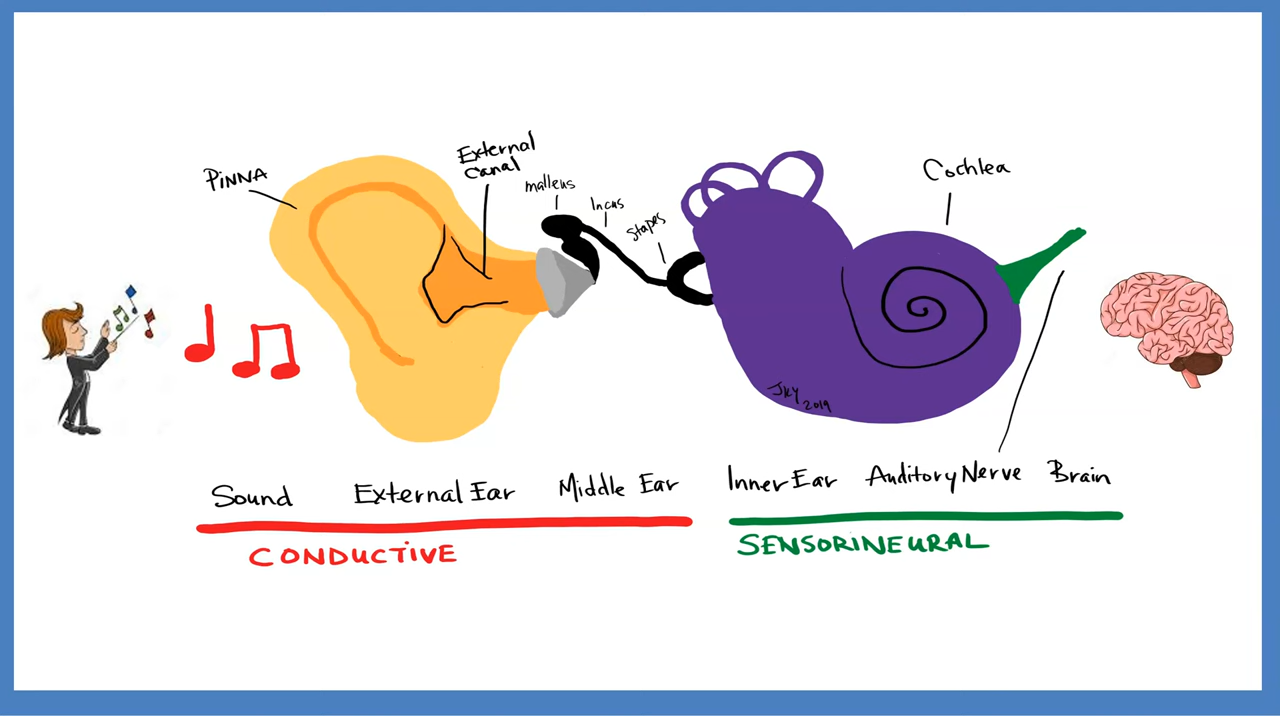 PiNNA
External
canal
malleus
Incus
Stapes
Cochlea
JKY
2019
Sound
External Ear
Middle Ear
Inner Ear
Auditory Nerve
Brain
CONDUCTiVE
SENSORINEURAL